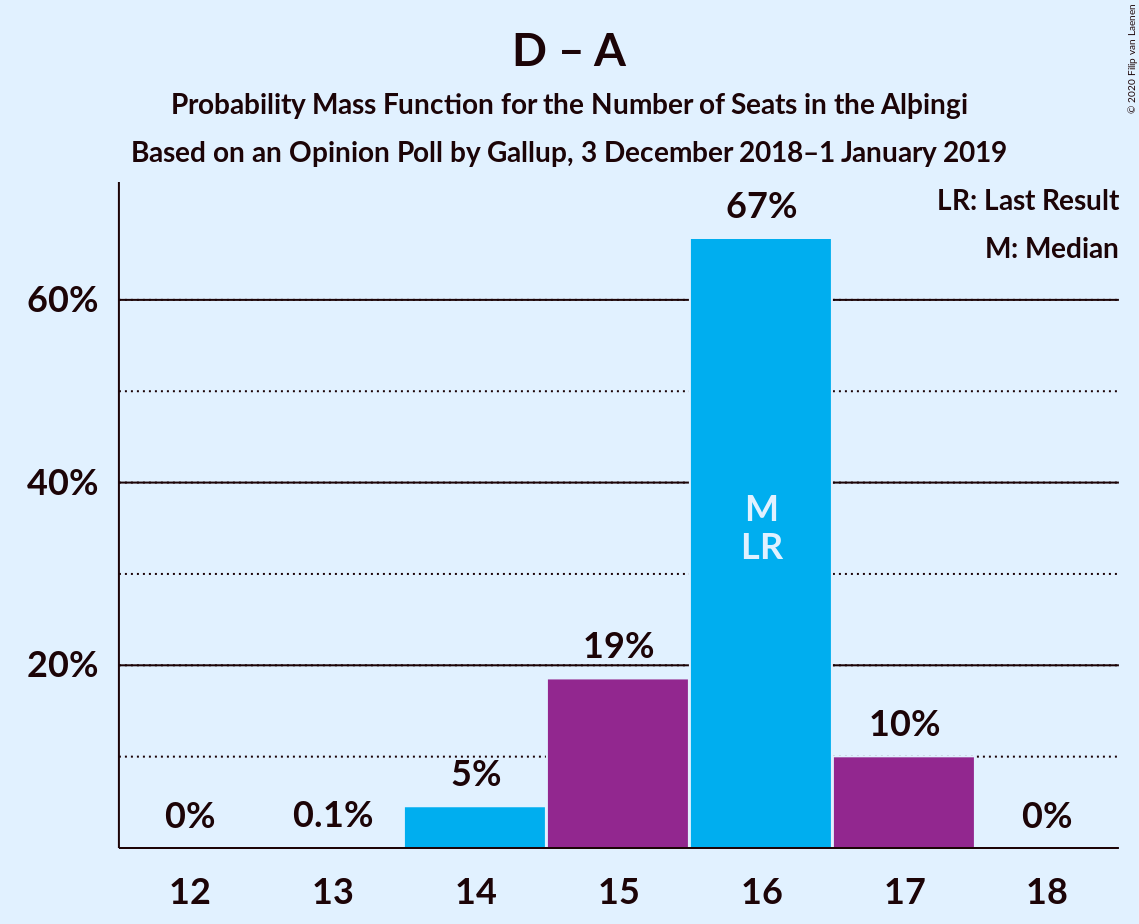 D – A
Probability Mass Function for the Number of Seats in the Alþingi
Based on an Opinion Poll by Gallup, 3 December 2018–1 January 2019
© 2020 Filip van Laenen
LR: Last Result
M: Median
67%
60%
40%
M
LR
19%
20%
10%
5%
0%
0.1%
0%
12
13
14
15
16
17
18